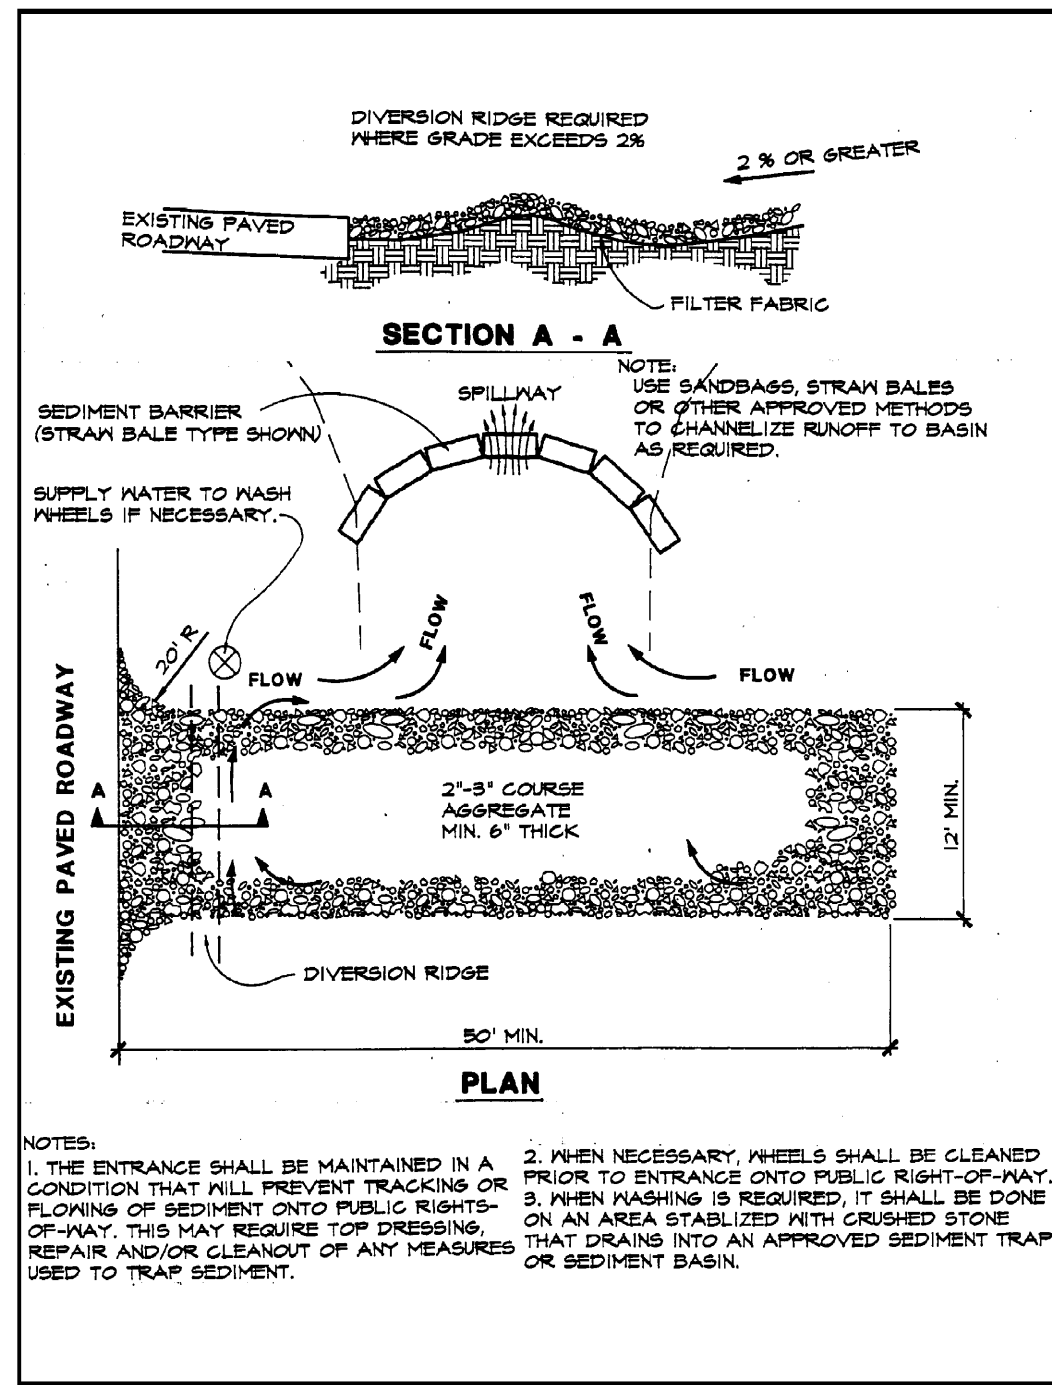 DIVERSION RIDGE REQUIRED
WHERE GRADE EXCEEDS 2%
2 % OR GREATER
EXISTING PAVED
ROADWAY
FILTER FABRIC
SECTION A - A
NOTE:
USE SANDBAGS, STRAW BALES
OR OTHER APPROVED METHODS
TO CHANNELIZE RUNOFF TO BASIN
AS REQUIRED.
SPILLWAY
SEDIMENT BARRIER
(STRAW BALE TYPE SHOWN)
SUPPLY WATER TO WASH
WHEELS IF NECESSARY.
FLOW
FLOW
20' R
FLOW
FLOW
EXISTING PAVED ROADWAY
A
A
2"-3" COURSE
AGGREGATE
MIN. 6" THICK
12' MIN.
DIVERSION RIDGE
50' MIN.
PLAN
NOTES:
1. THE ENTRANCE SHALL BE MAINTAINED IN A
CONDITION THAT WILL PREVENT TRACKING OR
FLOWING OF SEDIMENT ONTO PUBLIC RIGHTS-
OF-WAY. THIS MAY REQUIRE TOP DRESSING,
REPAIR AND/OR CLEANOUT OF ANY MEASURES
USED TO TRAP SEDIMENT.
2. WHEN NECESSARY, WHEELS SHALL BE CLEANED
PRIOR TO ENTRANCE ONTO PUBLIC RIGHT-OF-WAY.
3. WHEN WASHING IS REQUIRED, IT SHALL BE DONE
ON AN AREA STABLIZED WITH CRUSHED STONE
THAT DRAINS INTO AN APPROVED SEDIMENT TRAP
OR SEDIMENT BASIN.